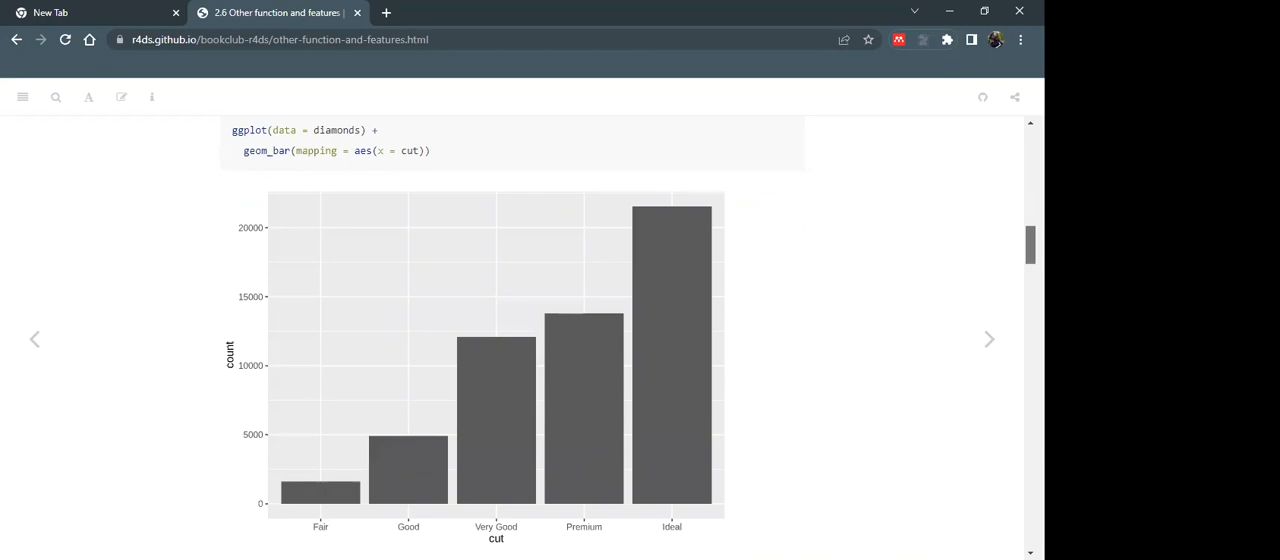 New Tab
2.6 Other function and features |
r4ds.github.io/bookclub-r4ds/other-function-and-features.html
ggplot(data = diamonds) +
geom_bar(mapping = aes(x = cut))
20000
15000
10000
5000
0
count
Fair Good Very Good Premium Ideal
cut